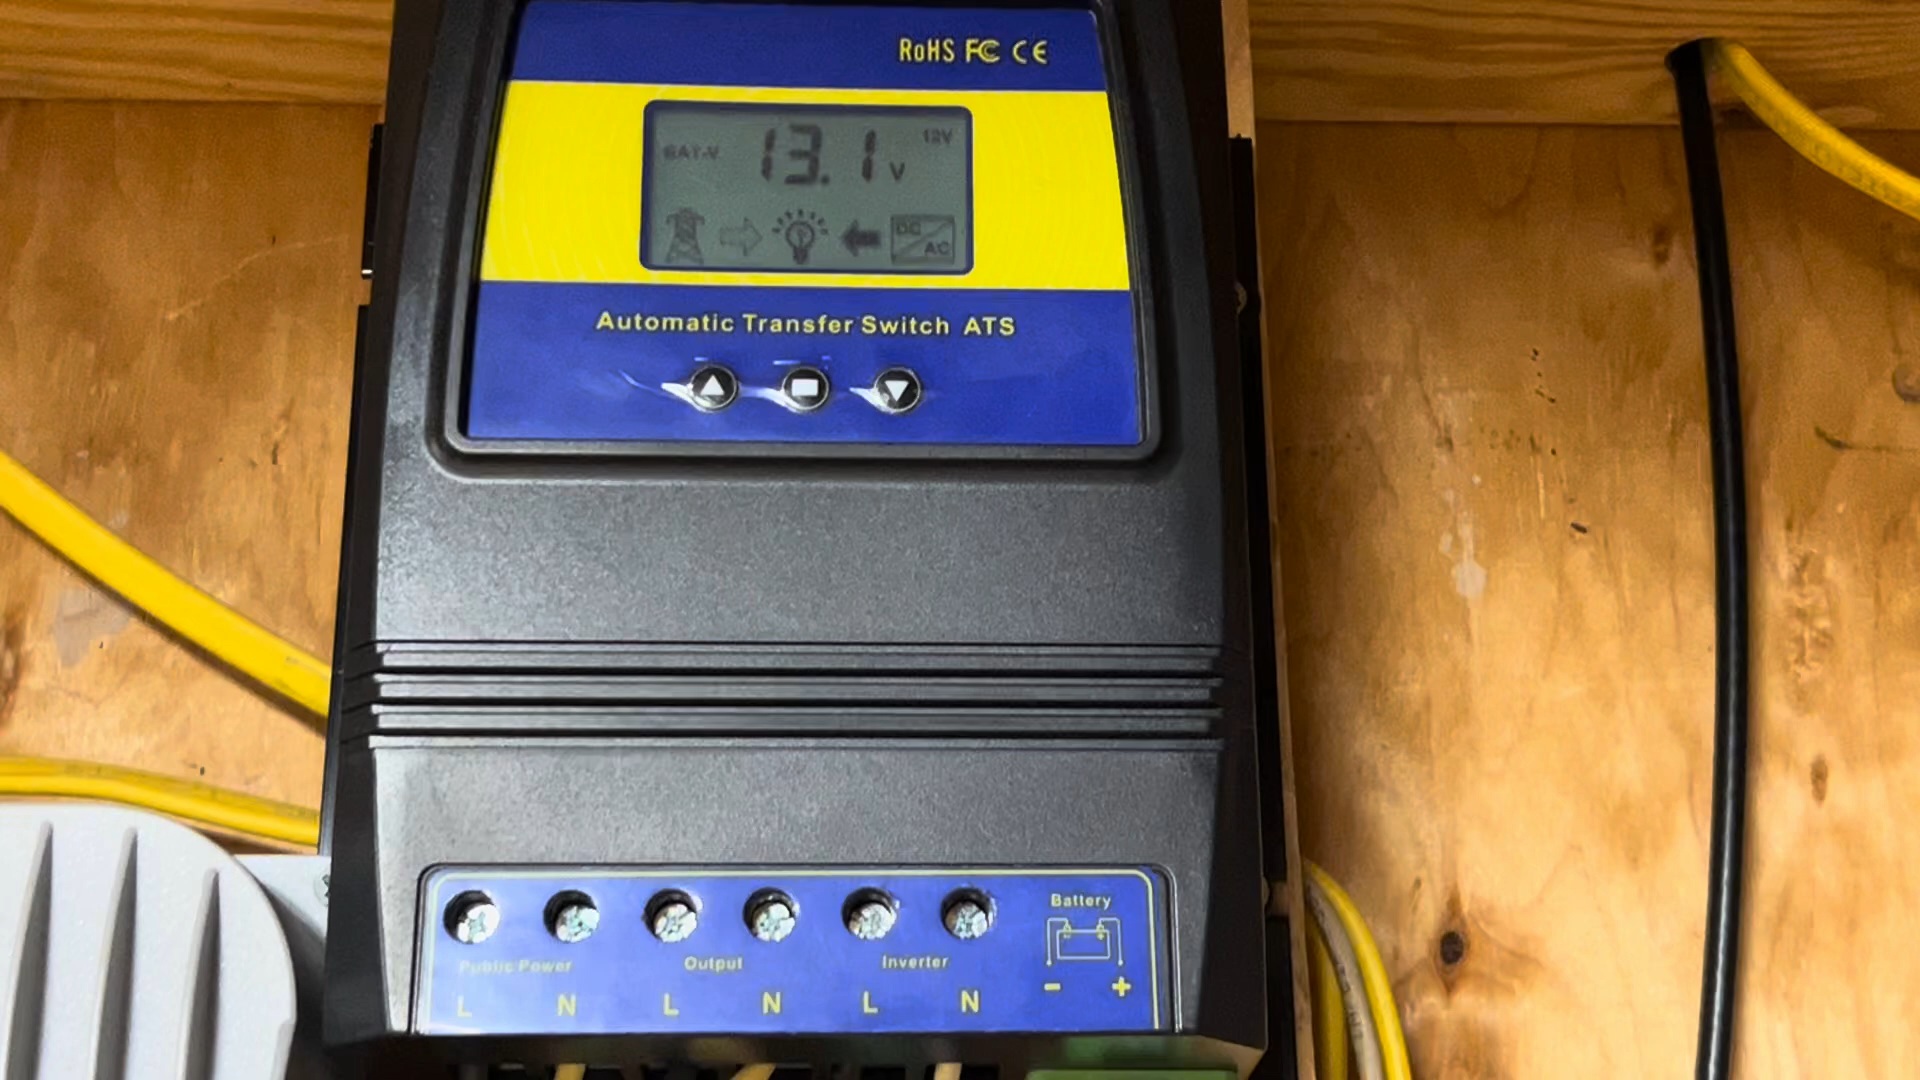 RoHS FC CE
BAT-V 13.1 V 12V
DC
AC
Automatic Transfer Switch ATS
Battery
Public Power Output Inverter
- +
L N L N L N